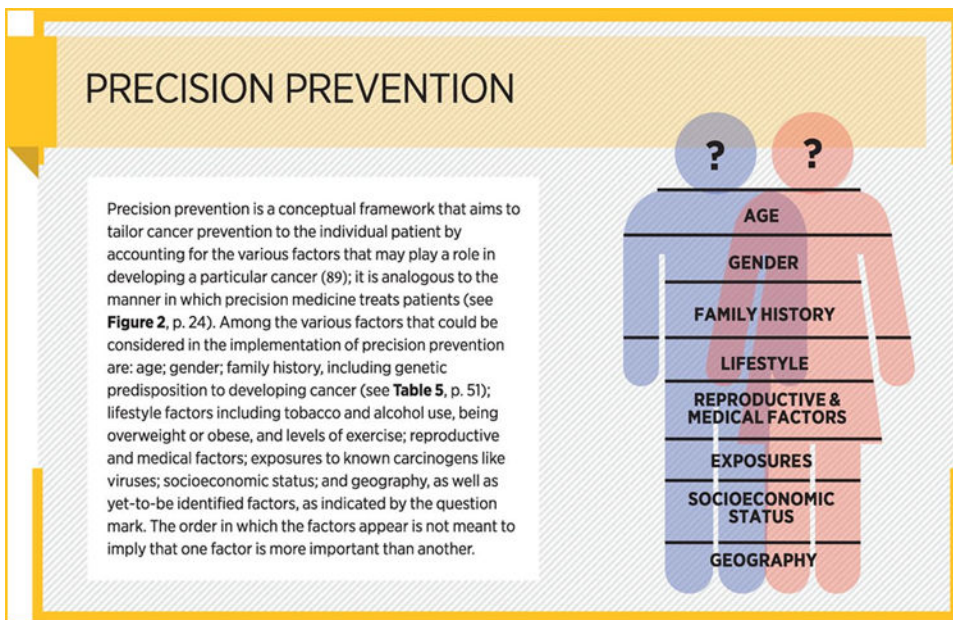 PRECISION PREVENTION
Precision prevention is a conceptual framework that aims to
tailor cancer prevention to the individual patient by
accounting for the various factors that may play a role in
developing a particular cancer (89); it is analogous to the
manner in which precision medicine treats patients (see
Figure 2, p. 24). Among the various factors that could be
considered in the implementation of precision prevention
are: age; gender; family history, including genetic
predisposition to developing cancer (see Table 5, p. 51);
lifestyle factors including tobacco and alcohol use, being
overweight or obese, and levels of exercise; reproductive
and medical factors; exposures to known carcinogens like
viruses; socioeconomic status; and geography, as well as
yet-to-be identified factors, as indicated by the question
mark. The order in which the factors appear is not meant to
imply that one factor is more important than another.
? ?
AGE
GENDER
FAMILY HISTORY
LIFESTYLE
REPRODUCTIVE &
MEDICAL FACTORS
EXPOSURES
SOCIOECONOMIC
STATUS
GEOGRAPHY